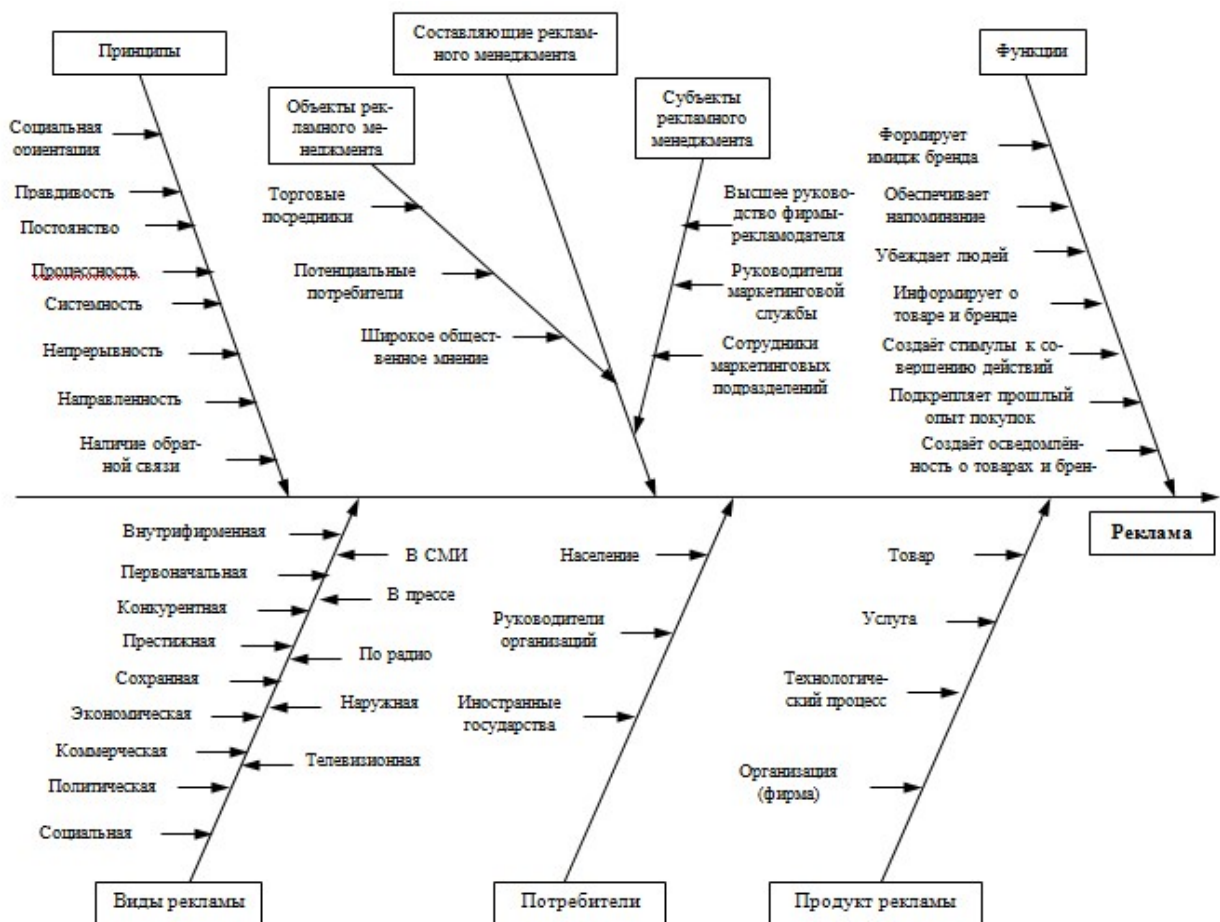 Принципы
Составляющие реклам-
ного менеджмента
Функции
Объекты рек-
ламного ме-
неджмента
Субъекты
рекламного
менеджмента
Социальная
ориентация
Правдивость
Постоянство
Процессность
Системность
Непрерывность
Направленность
Наличие обрат-
ной связи
Торговые
посредники
Потенциальные
потребители
Широкое общест-
венное мнение
Высшее руково-
дство фирмы-
рекламодателя
Руководители
маркетинговой
службы
Сотрудники
маркетинговых
подразделений
Формирует
имидж бренда
Обеспечивает
напоминание
Убеждает людей
Информирует о
товаре и бренде
Создаёт стимулы к со-
вершению действий
Подкрепляет прошлый
опыт покупок
Создаёт осведомлён-
ность о товарах и брен-
Реклама
Внутрифирменная
Первоначальная
Конкурентная
Престижная
Сохранная
Экономическая
Коммерческая
Политическая
Социальная
В СМИ
В прессе
По радио
Наружная
Телевизионная
Население
Руководители
организаций
Иностранные
государства
Товар
Услуга
Технологиче-
ский процесс
Организация
(фирма)
Виды рекламы
Потребители
Продукт рекламы